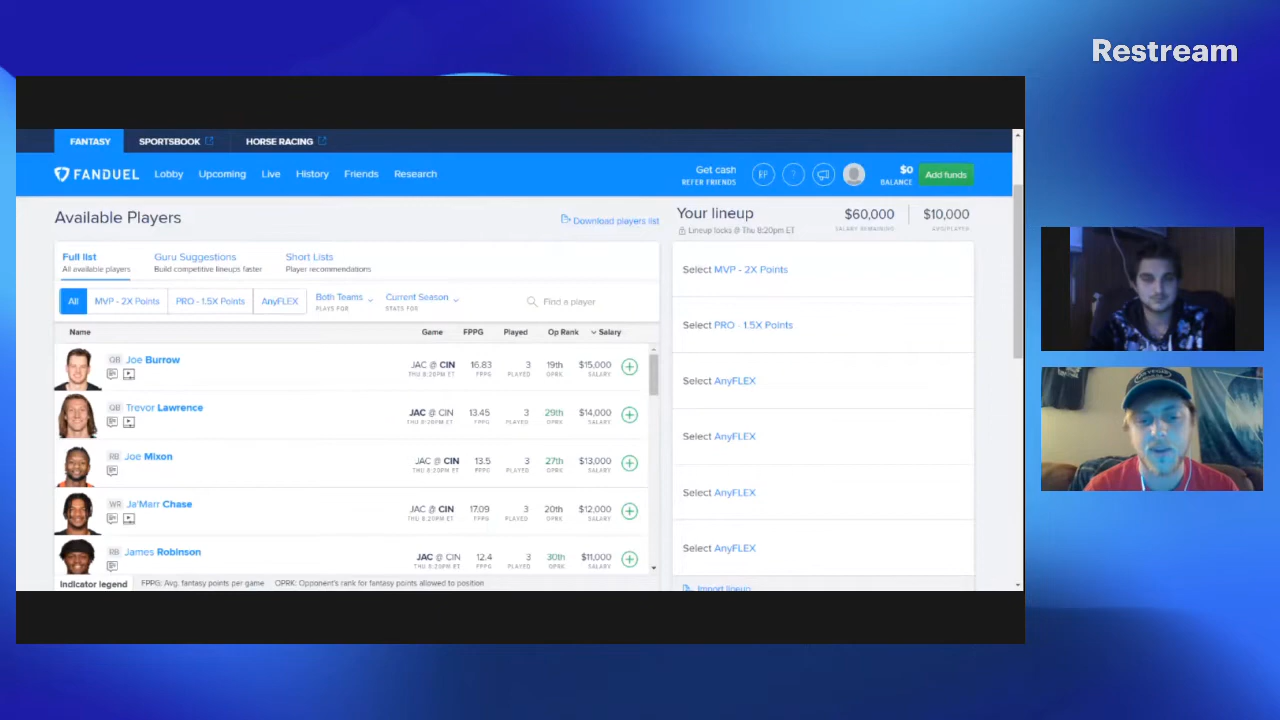 Restream
FANTASY SPORTSBOOK HORSE RACING
FANDUEL Lobby Upcoming Live History Friends Research Get cash REFER FRIENDS ? $0 BALANCE Add funds
Available Players Download players list
Your lineup $60,000 $10,000
Lineup locks @ Thu 8:20pm ET SALARY REMAINING AVG/PLAYER
Full list Guru Suggestions Short Lists
All available players Build competitive lineups faster Player recommendations
All MVP - 2X Points PRO - 1.5X Points AnyFLEX Both Teams PLAYS FOR Current Season STATS FOR Find a player
Name Game FPPG Played Op Rank Salary
QB Joe Burrow JAC @ CIN 16.83 3 19th $15,000
THU 8:20PM ET FPPG PLAYED OPRK SALARY
QB Trevor Lawrence JAC @ CIN 13.45 3 29th $14,000
THU 8:20PM ET FPPG PLAYED OPRK SALARY
RB Joe Mixon JAC @ CIN 13.5 3 27th $13,000
THU 8:20PM ET FPPG PLAYED OPRK SALARY
WR Ja'Marr Chase JAC @ CIN 17.09 3 20th $12,000
THU 8:20PM ET FPPG PLAYED OPRK SALARY
RB James Robinson JAC @ CIN 12.4 3 30th $11,000
THU 8:20PM ET FPPG PLAYED OPRK SALARY
Indicator legend FPPG: Avg. fantasy points per game OPRK: Opponent's rank for fantasy points allowed to position
Select MVP - 2X Points
Select PRO - 1.5X Points
Select AnyFLEX
Select AnyFLEX
Select AnyFLEX
Select AnyFLEX
Import lineup